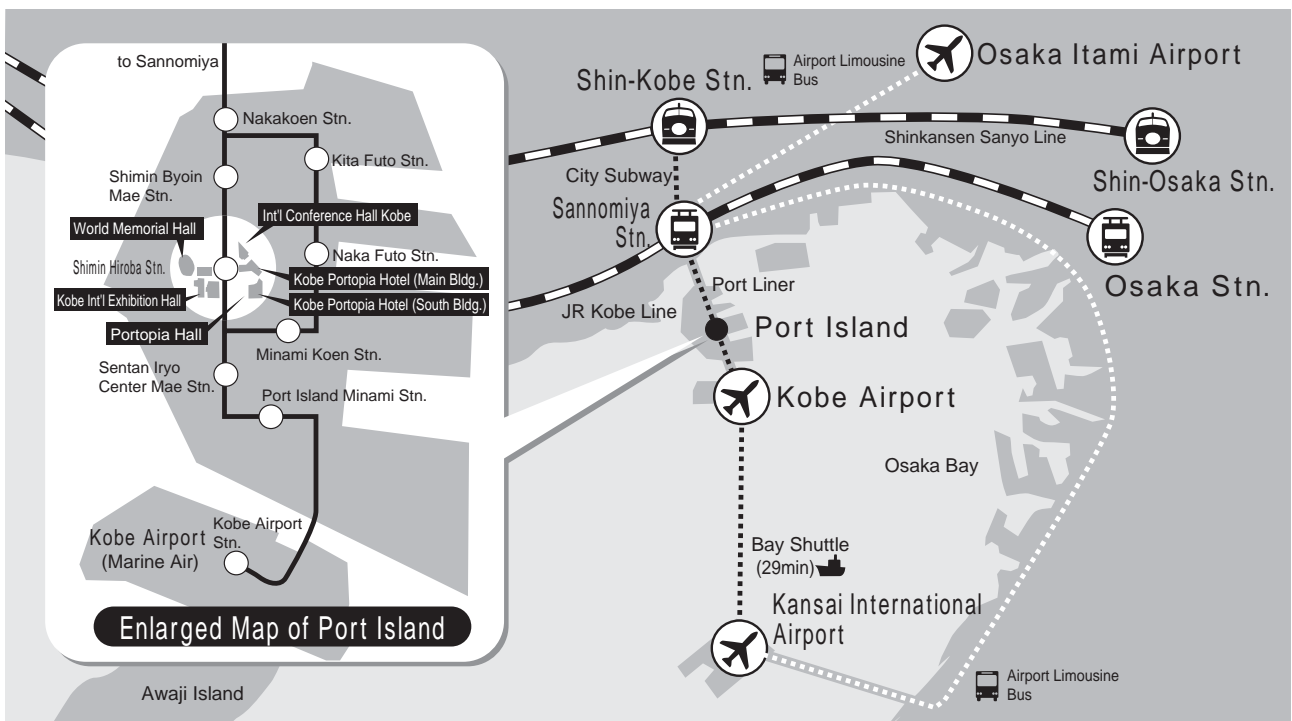 to Sannomiya
Nakakoen Stn.
Kita Futo Stn.
Shimin Byoin
Mae Stn.
Int'l Conference Hall Kobe
World Memorial Hall
Naka Futo Stn.
Shimin Hiroba Stn.
Kobe Portopia Hotel (Main Bldg.)
Kobe Int'l Exhibition Hall
Kobe Portopia Hotel (South Bldg.)
Portopia Hall
Minami Koen Stn.
Sentan Iryo
Center Mae Stn.
Port Island Minami Stn.
Kobe Airport
Stn.
Kobe Airport
(Marine Air)
Enlarged Map of Port Island
Awaji Island
Osaka Itami Airport
Airport Limousine
Bus
Shin-Kobe Stn.
Shinkansen Sanyo Line
Shin-Osaka Stn.
City Subway
Sannomiya
Stn.
Osaka Stn.
Port Liner
JR Kobe Line
Port Island
Kobe Airport
Osaka Bay
Bay Shuttle
(29min)
Kansai International
Airport
Airport Limousine
Bus